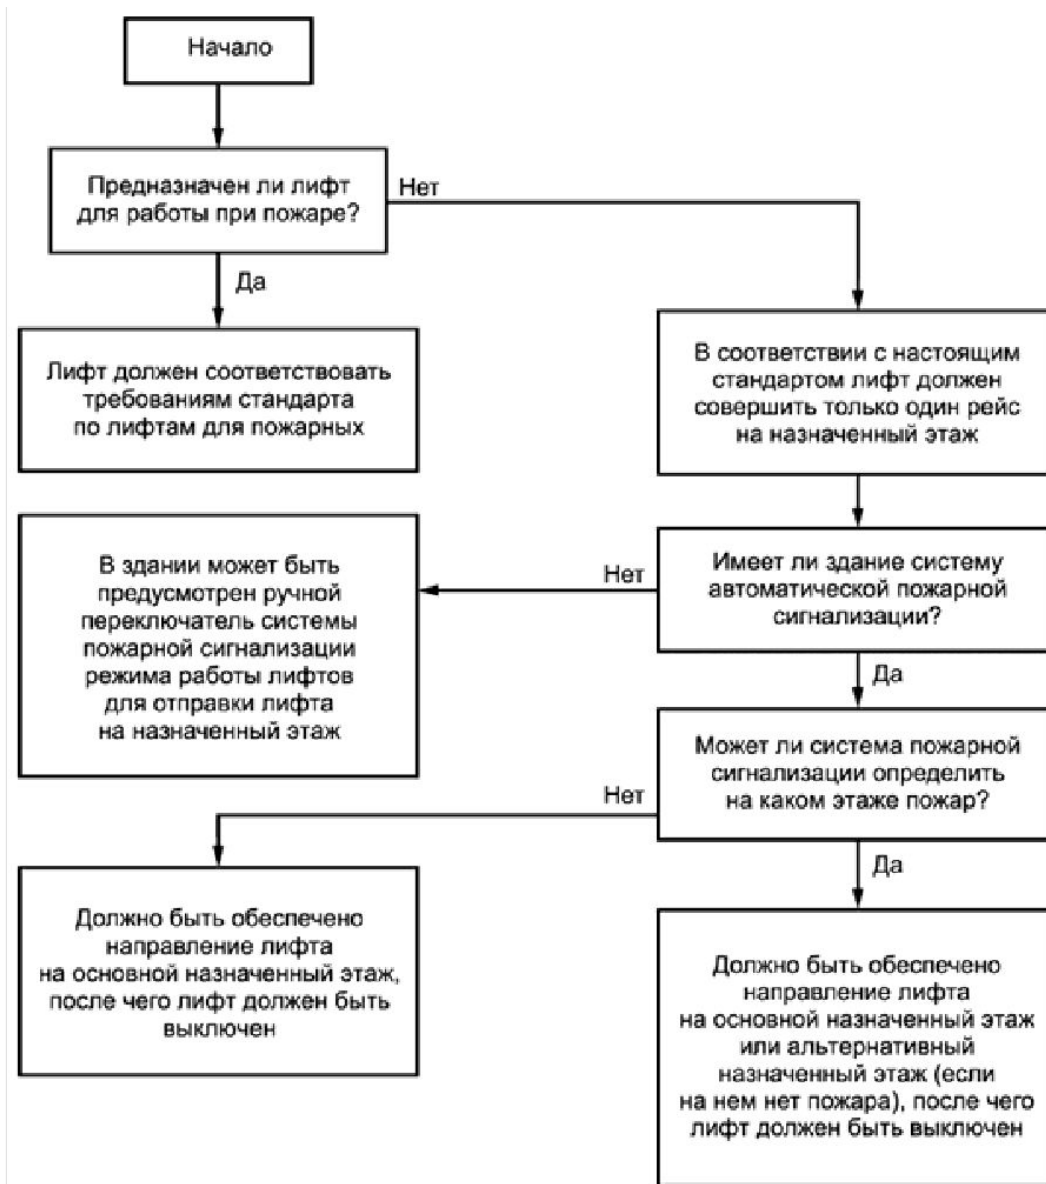 Начало
Предназначен ли лифт
для работы при пожаре?
Нет
Да
Лифт должен соответствовать
требованиям стандарта
по лифтам для пожарных
В соответствии с настоящим
стандартом лифт должен
совершить только один рейс
на назначенный этаж
Имеет ли здание систему
автоматической пожарной
сигнализации?
Нет
В здании может быть
предусмотрен ручной
переключатель системы
пожарной сигнализации
режима работы лифтов
для отправки лифта
на назначенный этаж
Да
Может ли система пожарной
сигнализации определить
на каком этаже пожар?
Нет
Должно быть обеспечено
направление лифта
на основной назначенный этаж,
после чего лифт должен быть
выключен
Да
Должно быть обеспечено
направление лифта
на основной назначенный этаж
или альтернативный
назначенный этаж (если
на нем нет пожара), после чего
лифт должен быть выключен